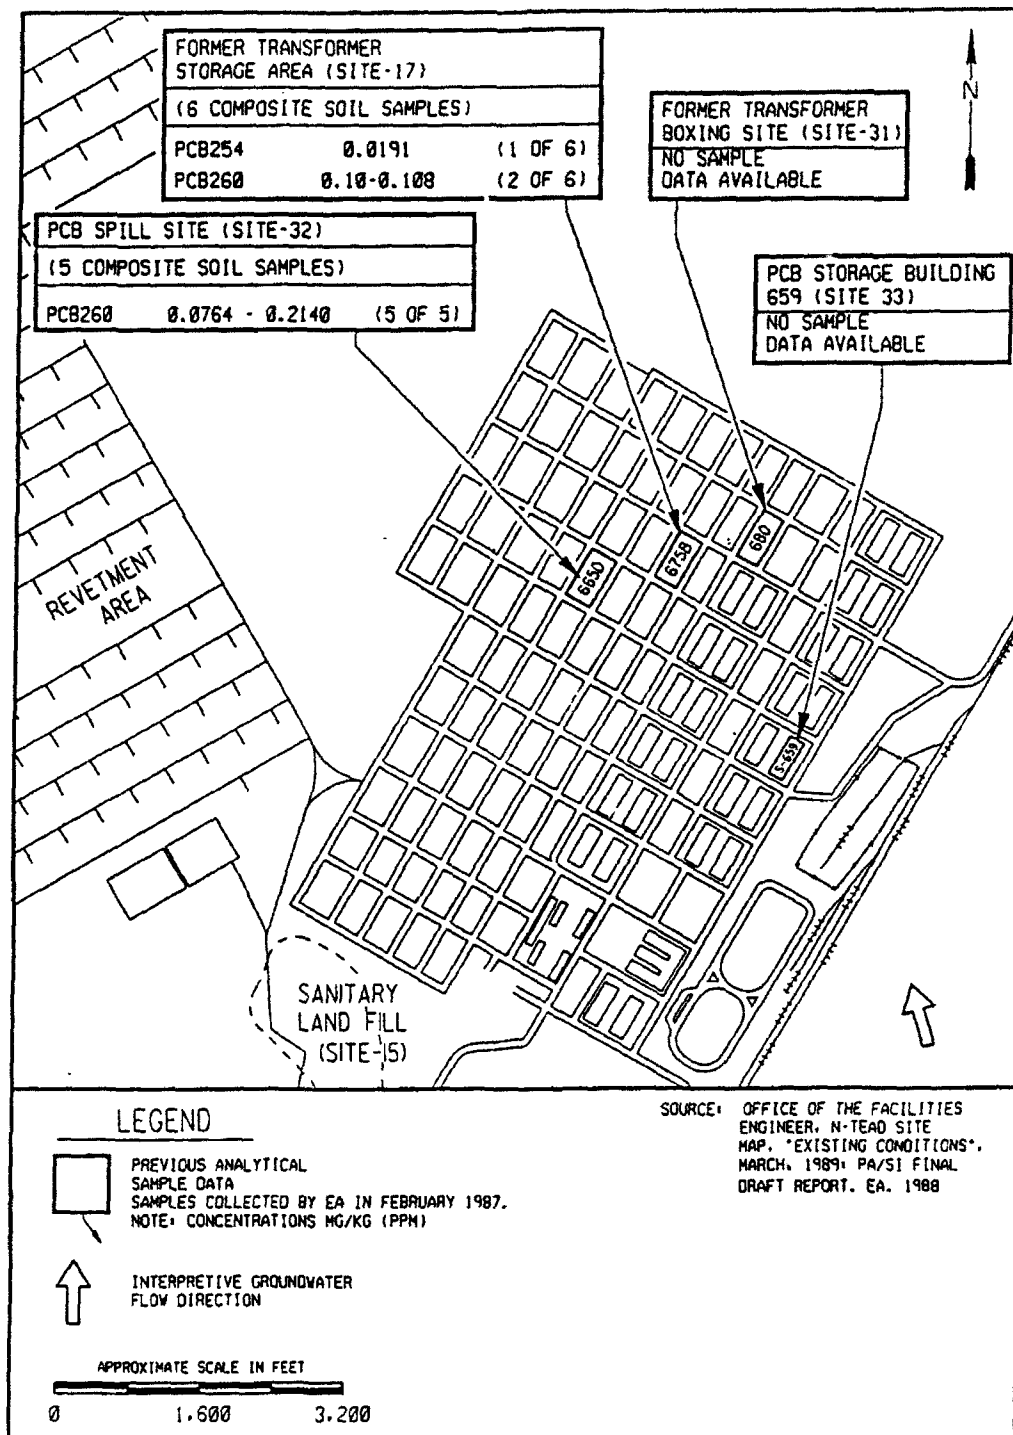 FORMER TRANSFORMER
STORAGE AREA (SITE-17)
(6 COMPOSITE SOIL SAMPLES)
PCB254 0.0191 (1 OF 6)
PCB260 0.10-0.108 (2 OF 6)
N
FORMER TRANSFORMER
BOXING SITE (SITE-31)
NO SAMPLE
DATA AVAILABLE
PCB SPILL SITE (SITE-32)
(5 COMPOSITE SOIL SAMPLES)
PCB260 0.0764 - 0.2140 (5 OF 5)
PCB STORAGE BUILDING
659 (SITE 33)
NO SAMPLE
DATA AVAILABLE
680
675B
665D
S-659
REVETMENT
AREA
SANITARY
LAND FILL
(SITE-15)
LEGEND
PREVIOUS ANALYTICAL
SAMPLE DATA
SAMPLES COLLECTED BY EA IN FEBRUARY 1987.
NOTE: CONCENTRATIONS MG/KG (PPM)
INTERPRETIVE GROUNDWATER
FLOW DIRECTION
APPROXIMATE SCALE IN FEET
0 1,600 3,200
SOURCE: OFFICE OF THE FACILITIES
ENGINEER, N-TEAD SITE
MAP, "EXISTING CONDITIONS",
MARCH, 1989; PA/SI FINAL
DRAFT REPORT. EA. 1988